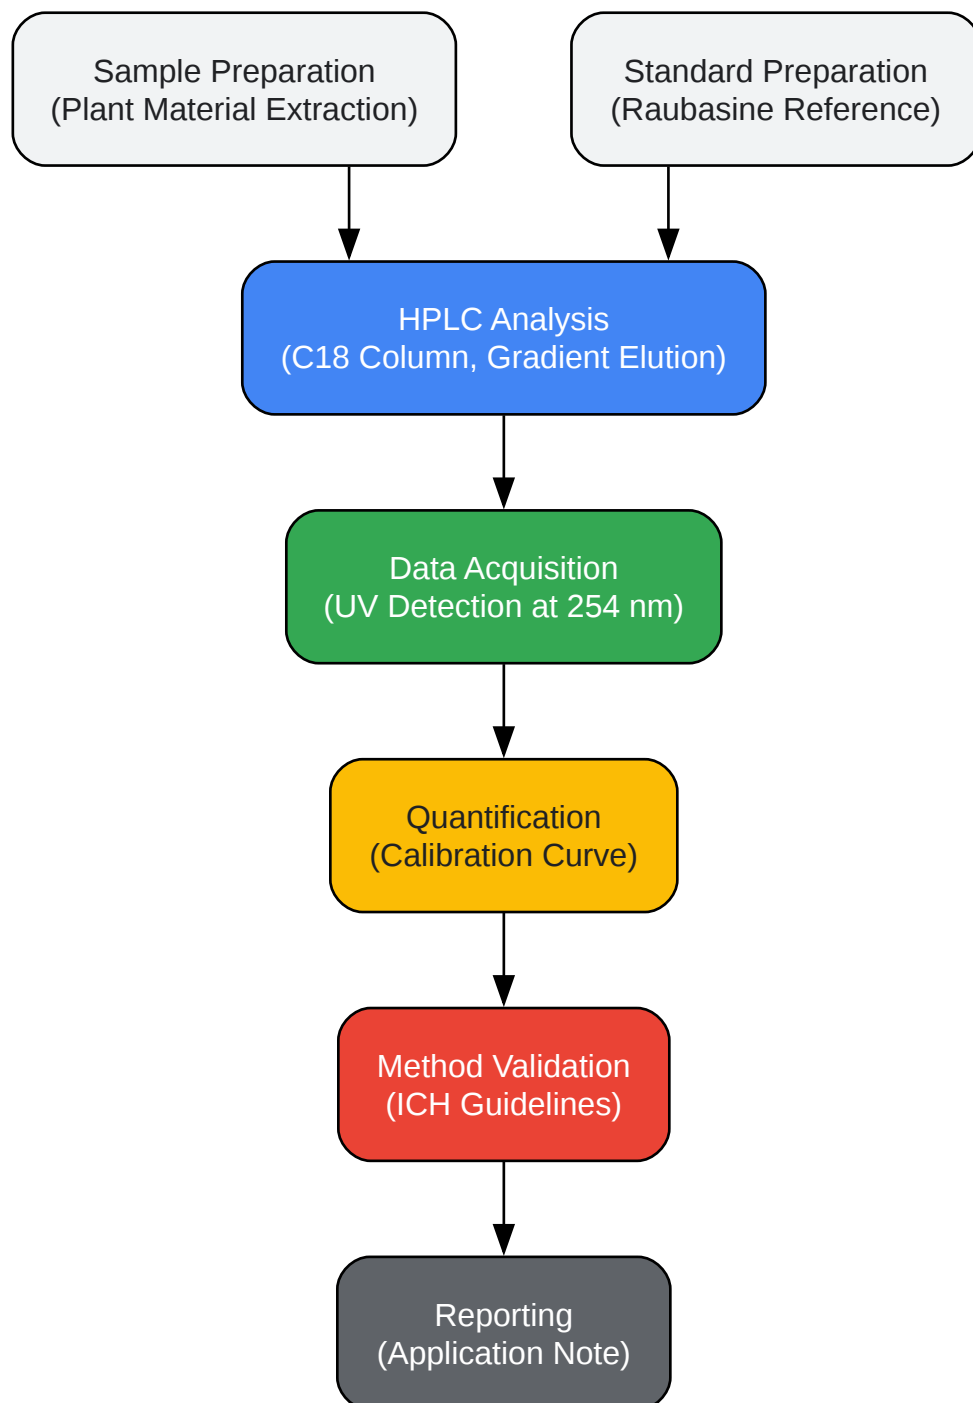 Sample Preparation
(Plant Material Extraction)
Standard Preparation
(Raubasine Reference)
HPLC Analysis
(C18 Column, Gradient Elution)
Data Acquisition
(UV Detection at 254 nm)
Quantification
(Calibration Curve)
Method Validation
(ICH Guidelines)
Reporting
(Application Note)